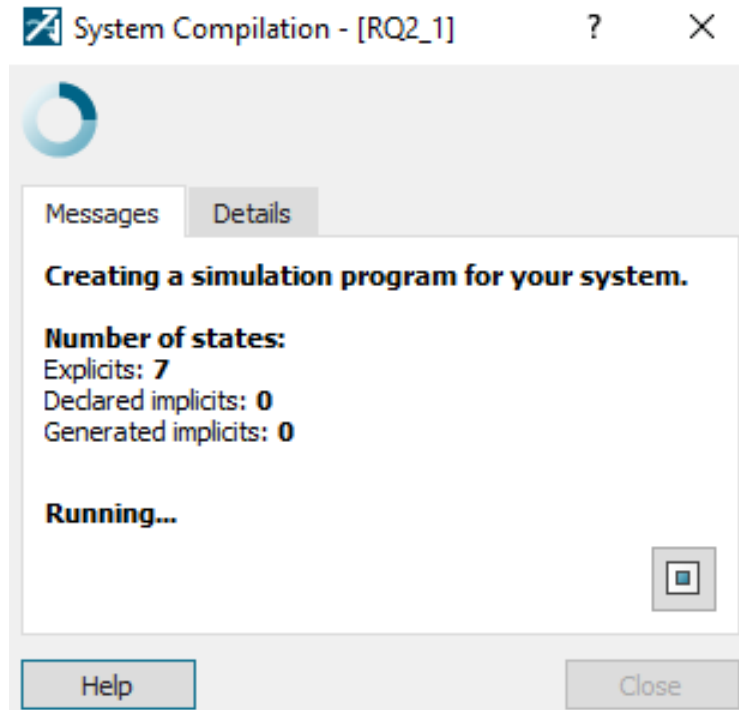 System Compilation - [RQ2_1]
?
Messages
Details
Creating a simulation program for your system.
Number of states:
Explicits: 7
Declared implicits: 0
Generated implicits: 0
Running...
Help
Close